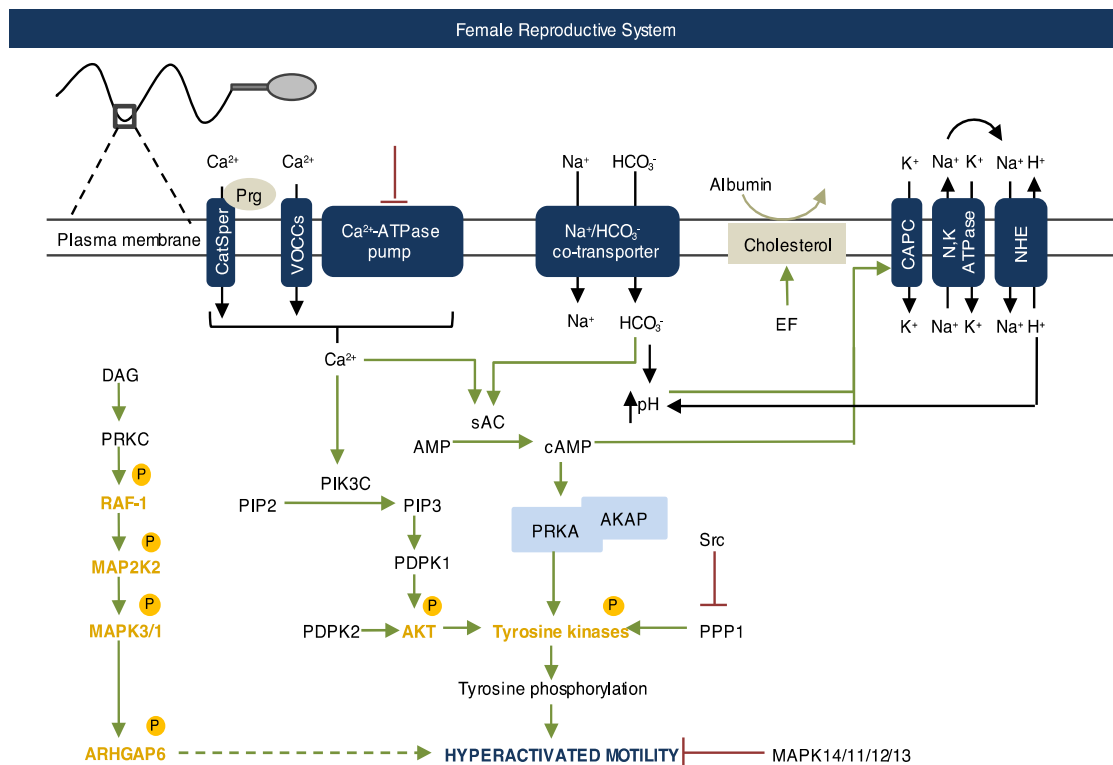 Female Reproductive System
Ca²⁺
Ca²⁺
Na⁺
HCO₃⁻
K⁺
Na⁺
K⁺
Na⁺
H⁺
Prg
Albumin
Plasma membrane
CatSper
VOCCs
Ca²⁺-ATPase
pump
Na⁺/HCO₃⁻
co-transporter
Cholesterol
CAPC
N,K
ATPase
NHE
Na⁺
HCO₃⁻
EF
K⁺
Na⁺
K⁺
Na⁺
H⁺
Ca²⁺
DAG
pH
sAC
PRKC
AMP
cAMP
P
PIK3C
RAF-1
PIP2
PIP3
PRKA
AKAP
P
Src
MAP2K2
PDPK1
P
P
P
MAPK3/1
PDPK2
AKT
Tyrosine kinases
PPP1
Tyrosine phosphorylation
P
ARHGAP6
HYPERACTIVATED MOTILITY
MAPK14/11/12/13